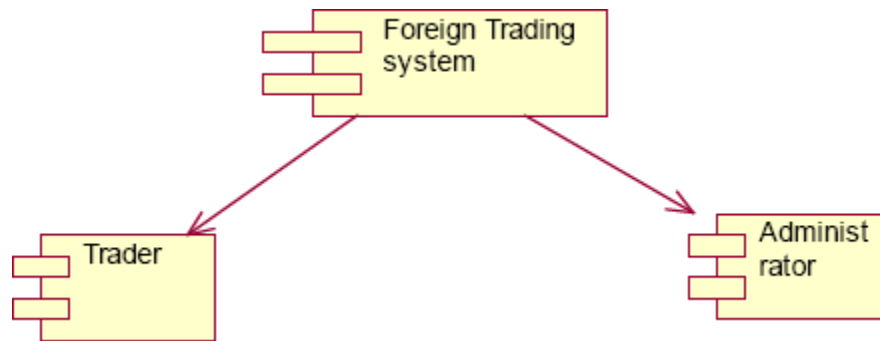 Foreign Trading
system
Trader
Administ
rator